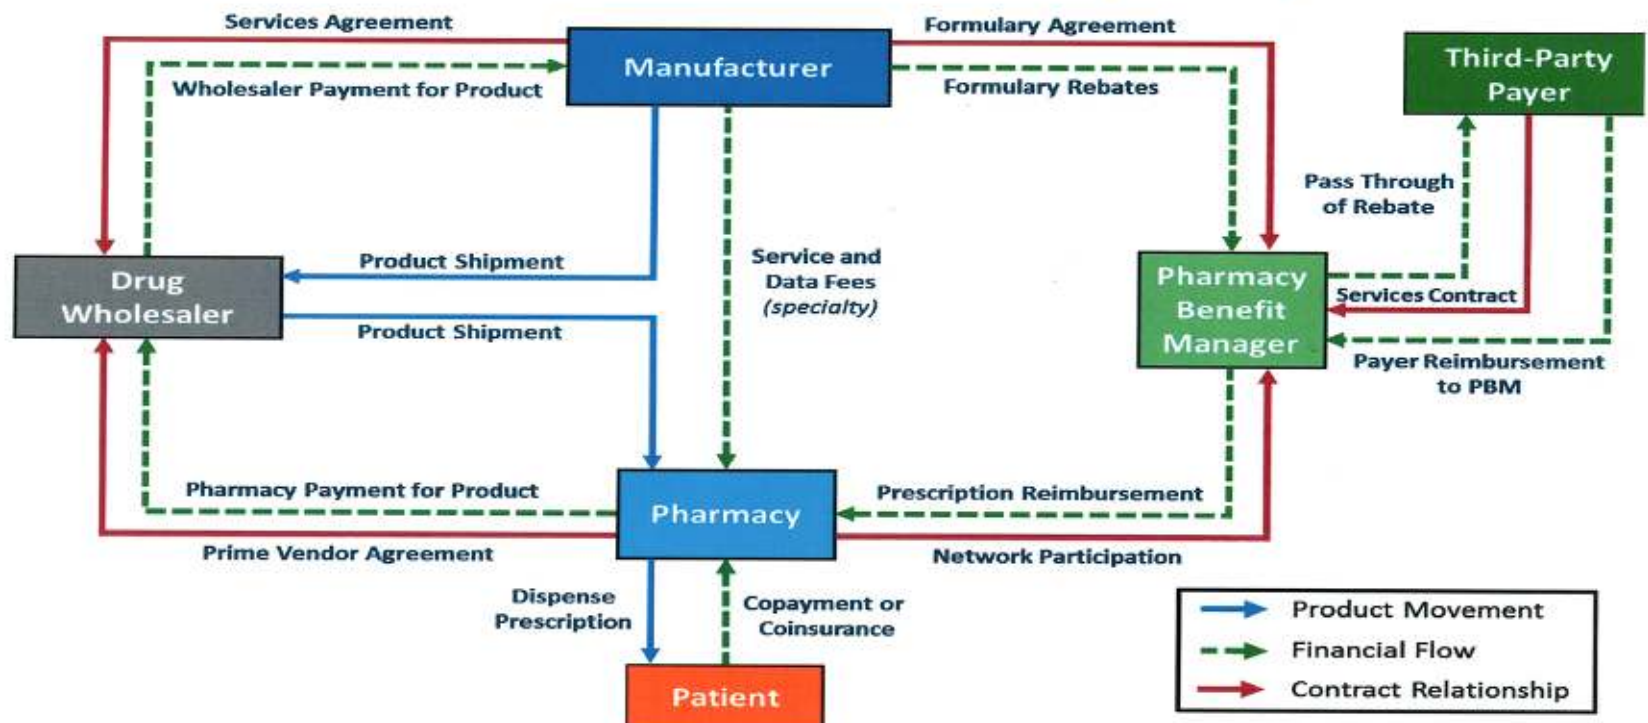 Services Agreement
Formulary Agreement
Manufacturer
Third-Party
Payer
Wholesaler Payment for Product
Formulary Rebates
Pass Through
of Rebate
Product Shipment
Service and
Data Fees
(specialty)
Drug
Wholesaler
Pharmacy
Benefit
Manager
Services Contract
Product Shipment
Payer Reimbursement
to PBM
Pharmacy Payment for Product
Prescription Reimbursement
Pharmacy
Prime Vendor Agreement
Network Participation
Dispense
Prescription
Copayment or
Coinsurance
Patient
Product Movement
Financial Flow
Contract Relationship